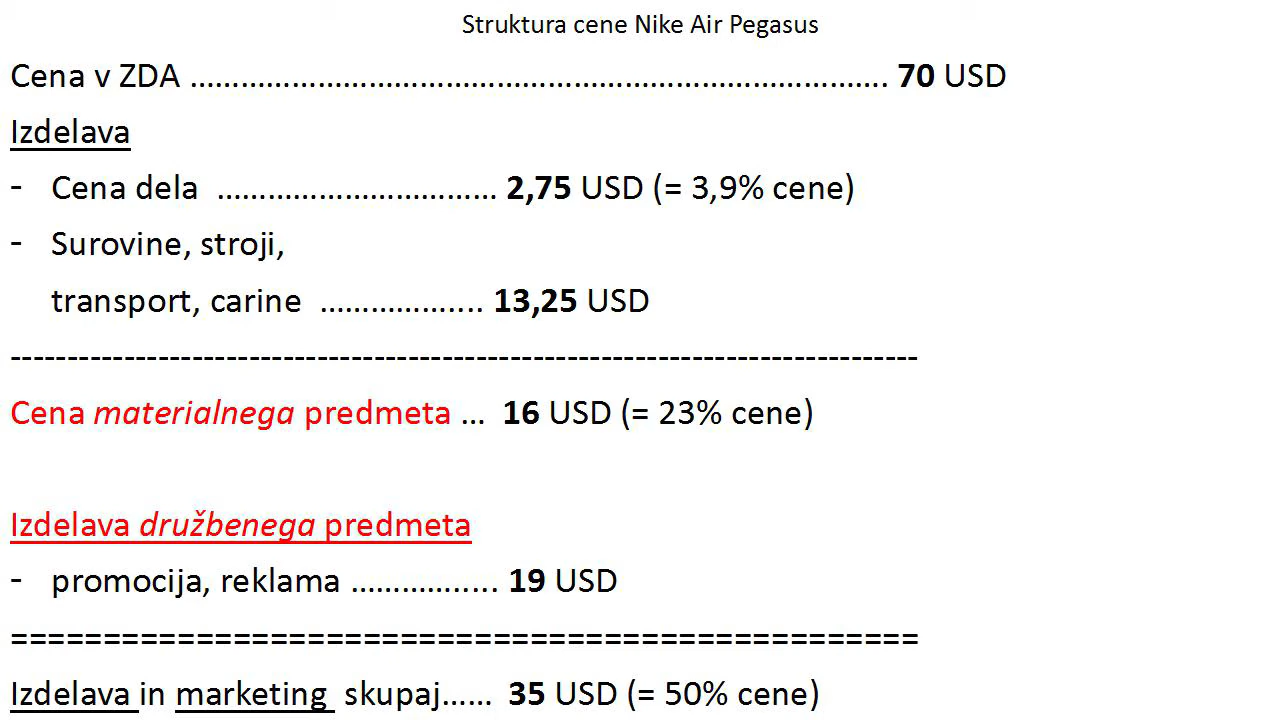 Struktura cene Nike Air Pegasus
Cena v ZDA ………………………………………………………………………. 70 USD
Izdelava
- Cena dela …………………………… 2,75 USD (= 3,9% cene)
- Surovine, stroji,
transport, carine ……………….. 13,25 USD
--------------------------------------------------------------------------------
Cena materialnega predmeta … 16 USD (= 23% cene)
Izdelava družbenega predmeta
- promocija, reklama …………….. 19 USD
=================================================
Izdelava in marketing skupaj…… 35 USD (= 50% cene)